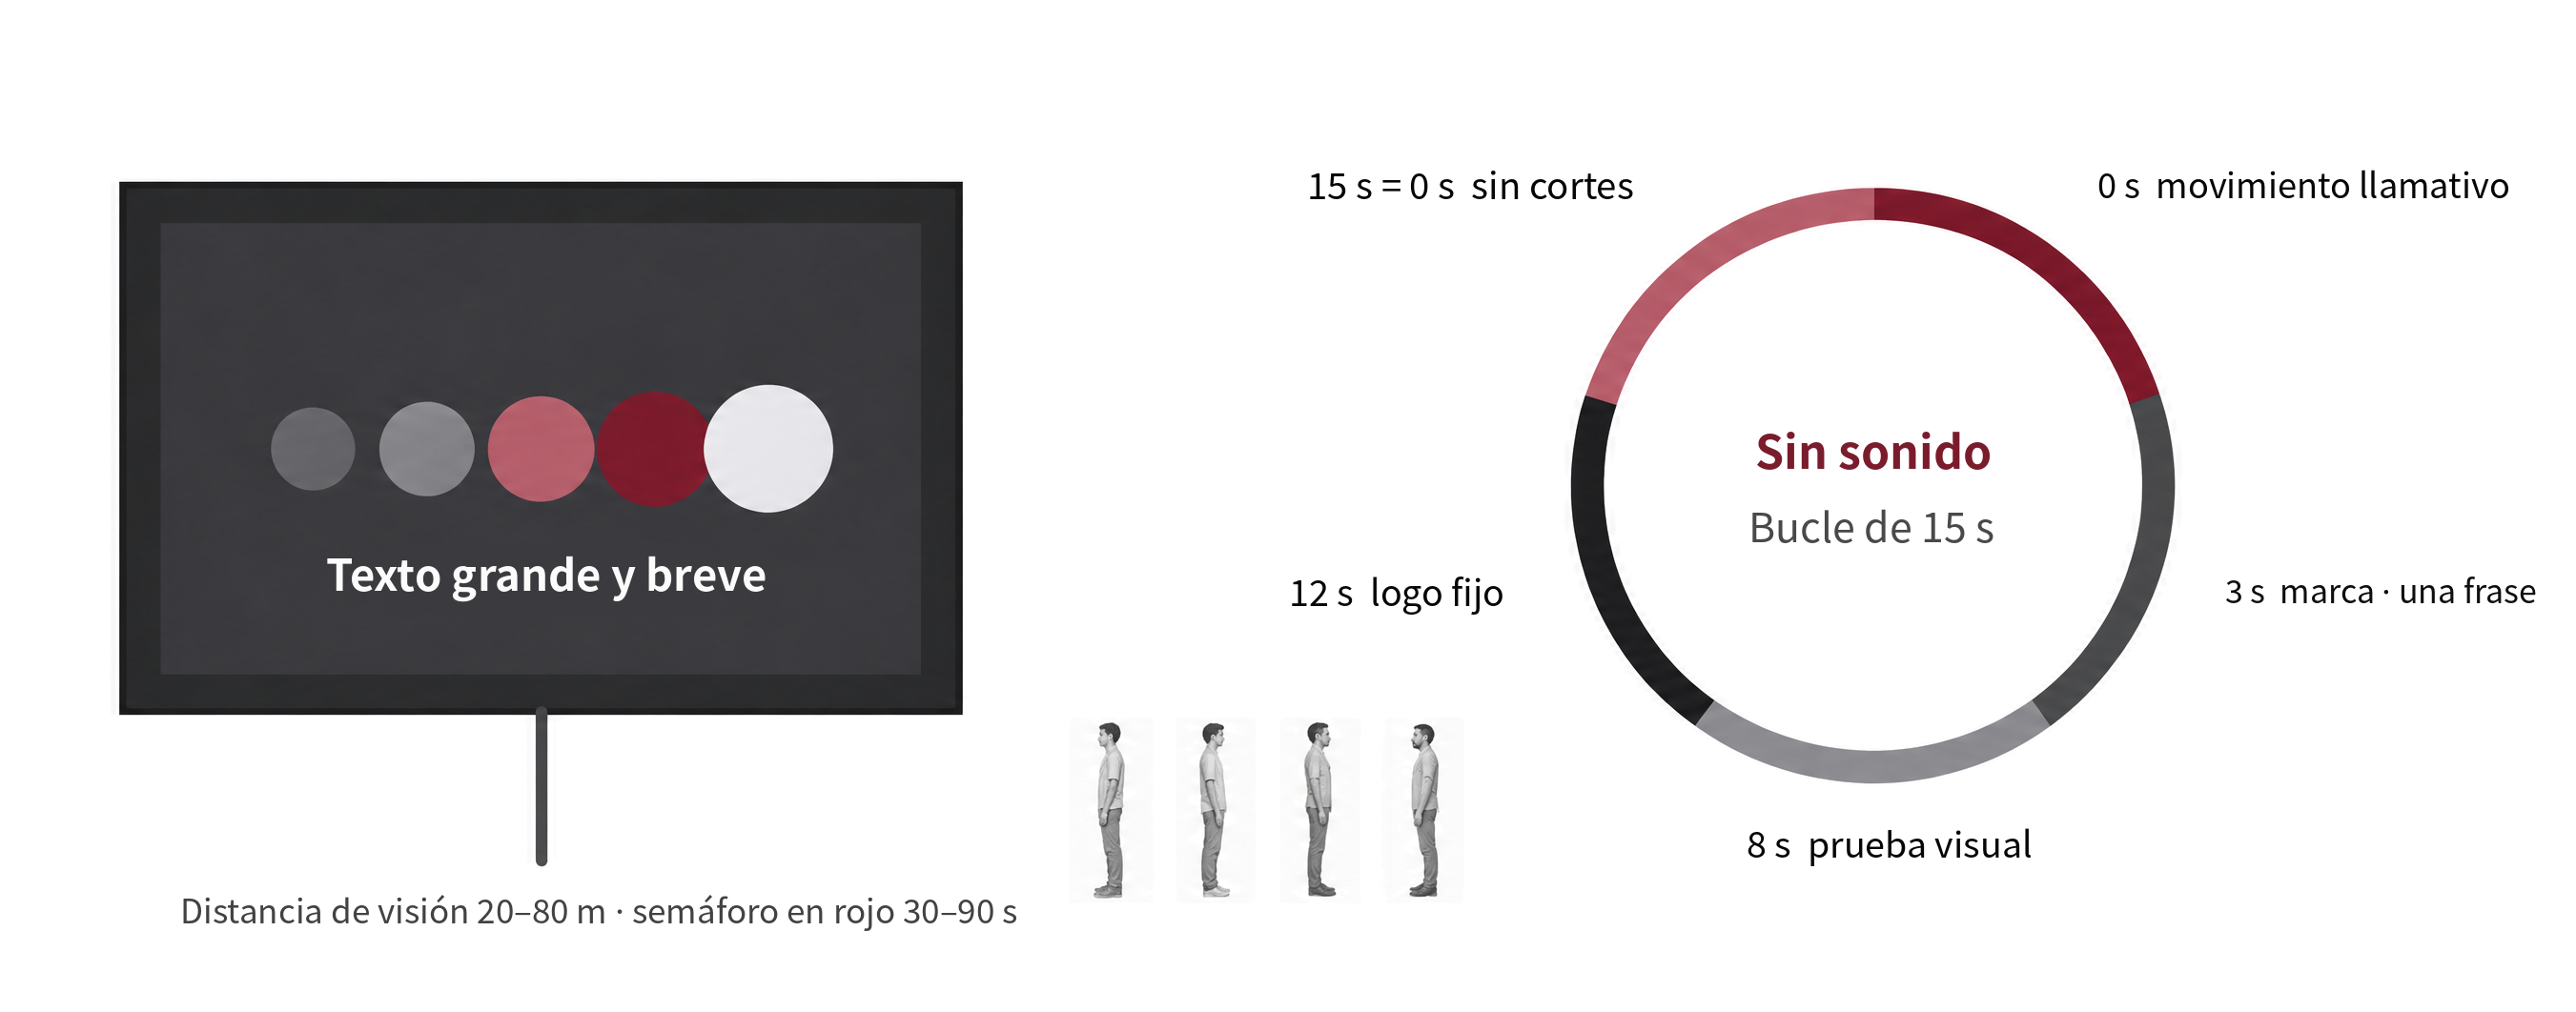 Texto grande y breve
Distancia de visión 20–80 m · semáforo en rojo 30–90 s
15 s = 0 s sin cortes
0 s movimiento llamativo
Sin sonido
Bucle de 15 s
12 s logo fijo
3 s marca · una frase
8 s prueba visual